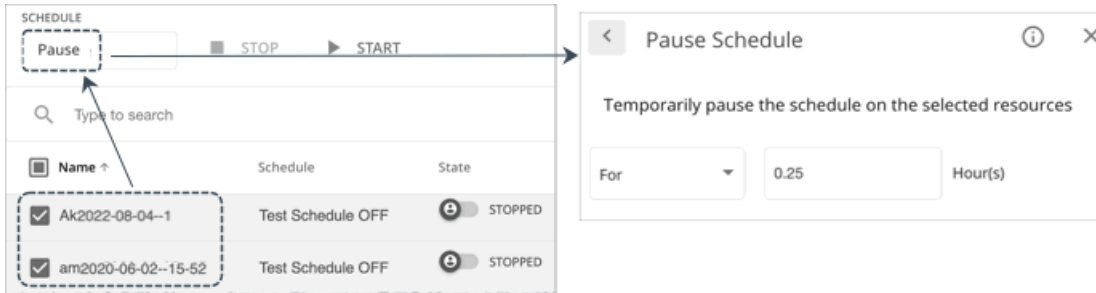 SCHEDULE
Pause
STOP
START
Type to search
Name ↑
Schedule
State
Ak2022-08-04--1
Test Schedule OFF
STOPPED
am2020-06-02--15-52
Test Schedule OFF
STOPPED
Pause Schedule
Temporarily pause the schedule on the selected resources
For
0.25
Hour(s)